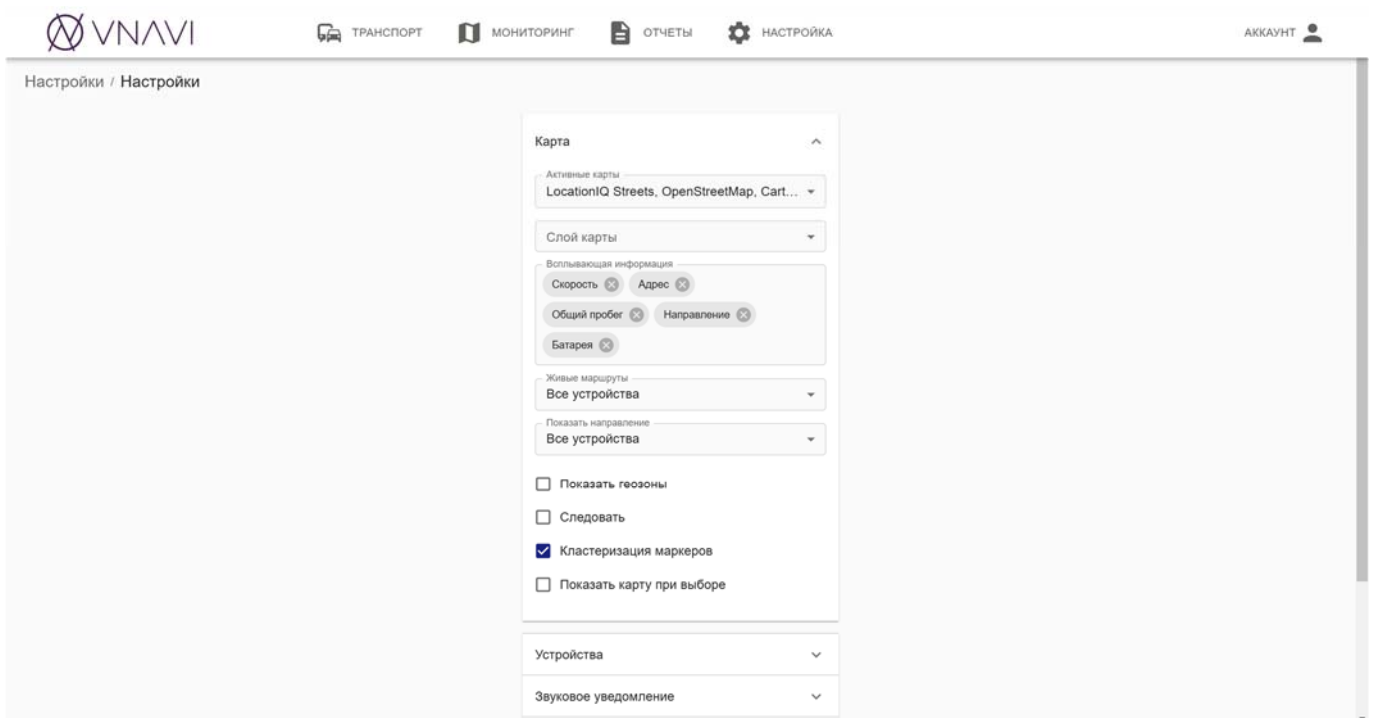 VNAVI ТРАНСПОРТ МОНИТОРИНГ ОТЧЕТЫ НАСТРОЙКА АККАУНТ
Настройки / Настройки
Карта
Активные карты
LocationIQ Streets, OpenStreetMap, Cart...
Слой карты
Всплывающая информация
Скорость Адрес
Общий пробег Направление
Батарея
Живые маршруты
Все устройства
Показать направление
Все устройства
Показать геозоны
Следовать
Кластеризация маркеров
Показать карту при выборе
Устройства
Звуковое уведомление